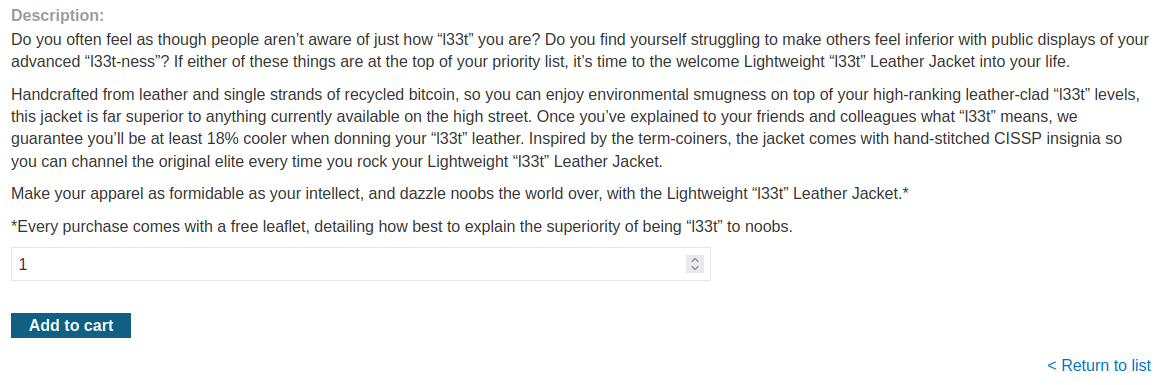 Description:
Do you often feel as though people aren’t aware of just how “l33t” you are? Do you find yourself struggling to make others feel inferior with public displays of your
advanced “l33t-ness”? If either of these things are at the top of your priority list, it’s time to the welcome Lightweight “l33t” Leather Jacket into your life.
Handcrafted from leather and single strands of recycled bitcoin, so you can enjoy environmental smugness on top of your high-ranking leather-clad “l33t” levels,
this jacket is far superior to anything currently available on the high street. Once you’ve explained to your friends and colleagues what “l33t” means, we
guarantee you’ll be at least 18% cooler when donning your “l33t” leather. Inspired by the term-coiners, the jacket comes with hand-stitched CISSP insignia so
you can channel the original elite every time you rock your Lightweight “l33t” Leather Jacket.
Make your apparel as formidable as your intellect, and dazzle noobs the world over, with the Lightweight “l33t” Leather Jacket.*
*Every purchase comes with a free leaflet, detailing how best to explain the superiority of being “l33t” to noobs.
1
Add to cart
< Return to list